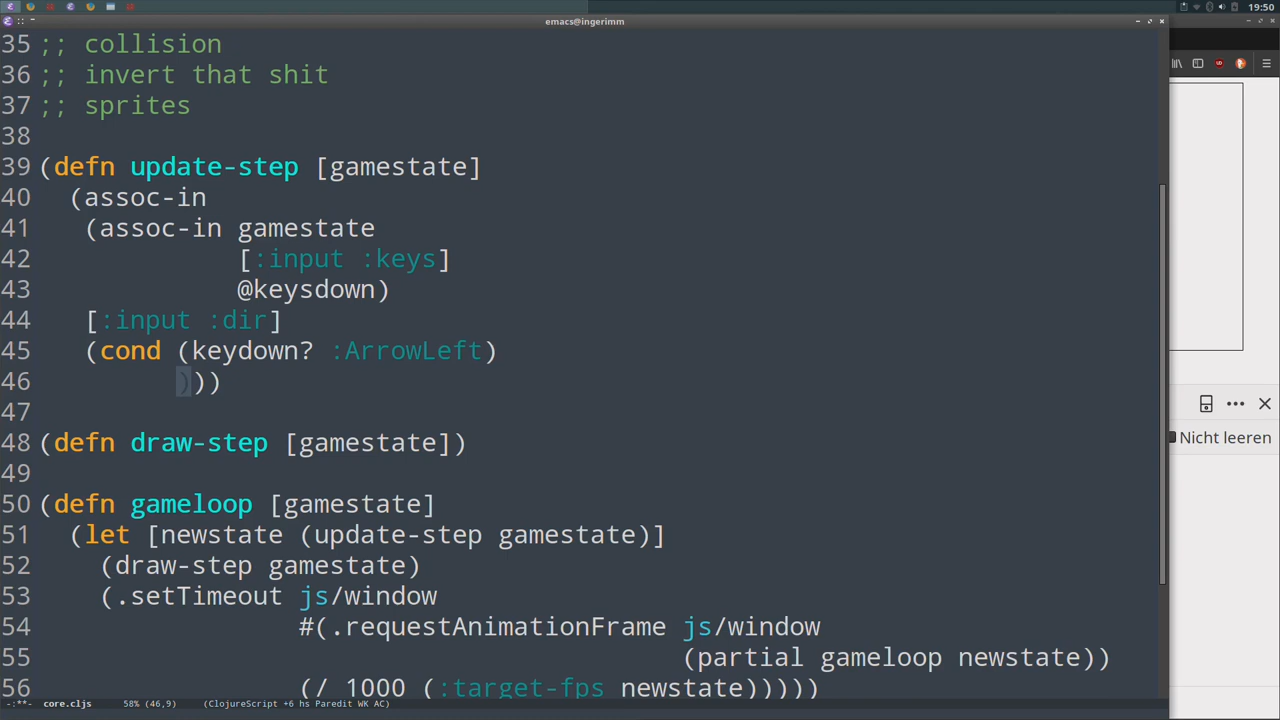 19:50
emacs@ingerimm
35 ;; collision
36 ;; invert that shit
37 ;; sprites
38
39 (defn update-step [gamestate]
40   (assoc-in
41    (assoc-in gamestate
42              [:input :keys]
43              @keysdown)
44    [:input :dir]
45    (cond (keydown? :ArrowLeft)
46          )))
47
48 (defn draw-step [gamestate])
49
50 (defn gameloop [gamestate]
51   (let [newstate (update-step gamestate)]
52     (draw-step gamestate)
53     (.setTimeout js/window
54                  #(.requestAnimationFrame js/window
55                                           (partial gameloop newstate))
56                  (/ 1000 (:target-fps newstate)))))
Nicht leeren
-:**- core.cljs 58% (46,9) (ClojureScript +6 hs Paredit WK AC)